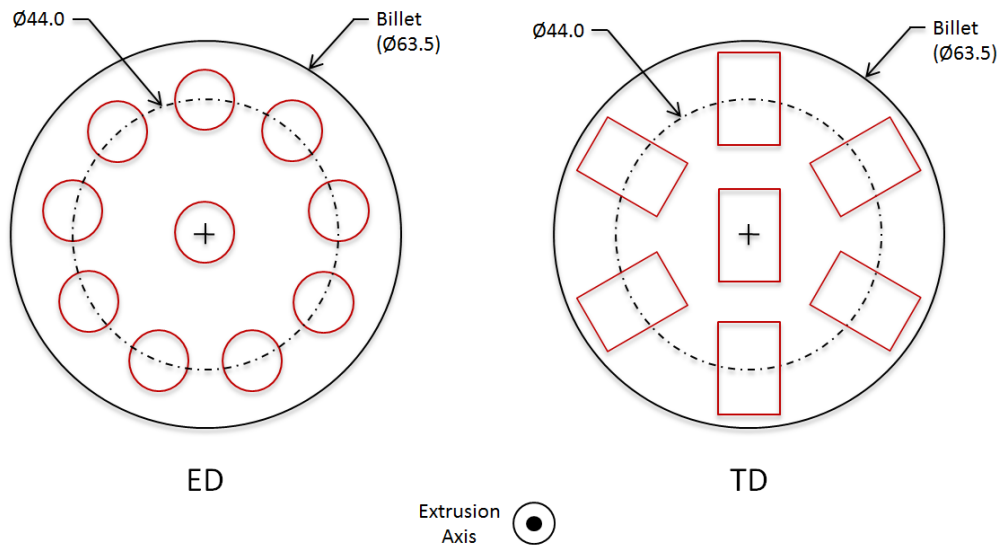 Ø44.0
Billet
(Ø63.5)
Ø44.0
Billet
(Ø63.5)
ED
TD
Extrusion
Axis